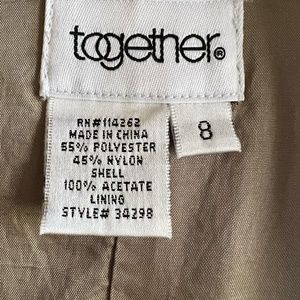 together®
RN#114262
MADE IN CHINA
55% POLYESTER
45% NYLON
SHELL
100% ACETATE
LINING
STYLE# 34298
8